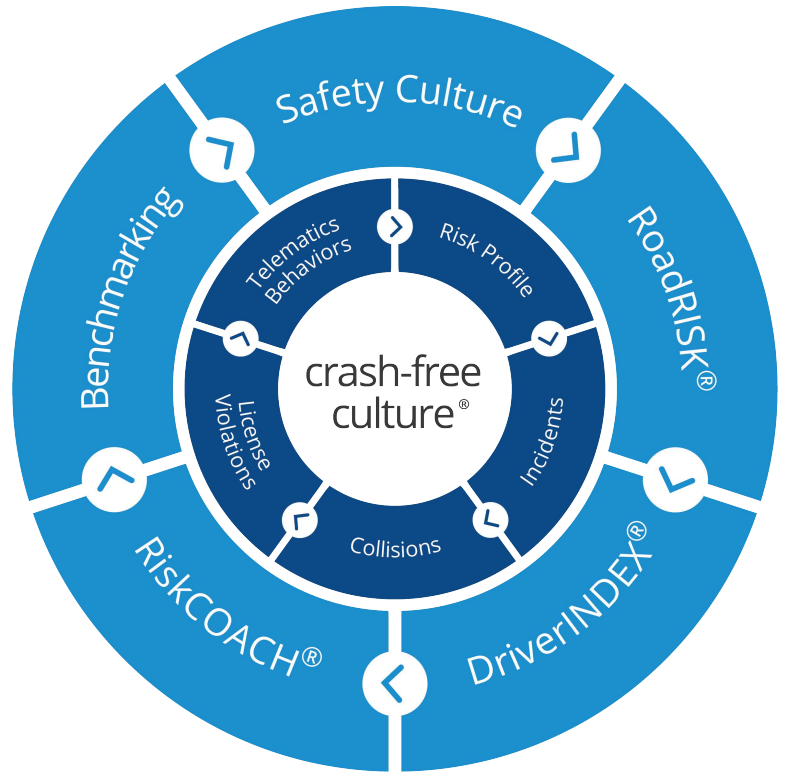 Safety Culture
RoadRISK®
DriverINDEX®
RiskCOACH®
Benchmarking
Telematics
Behaviors
Risk Profile
Incidents
Collisions
License
Violations
crash-free
culture®